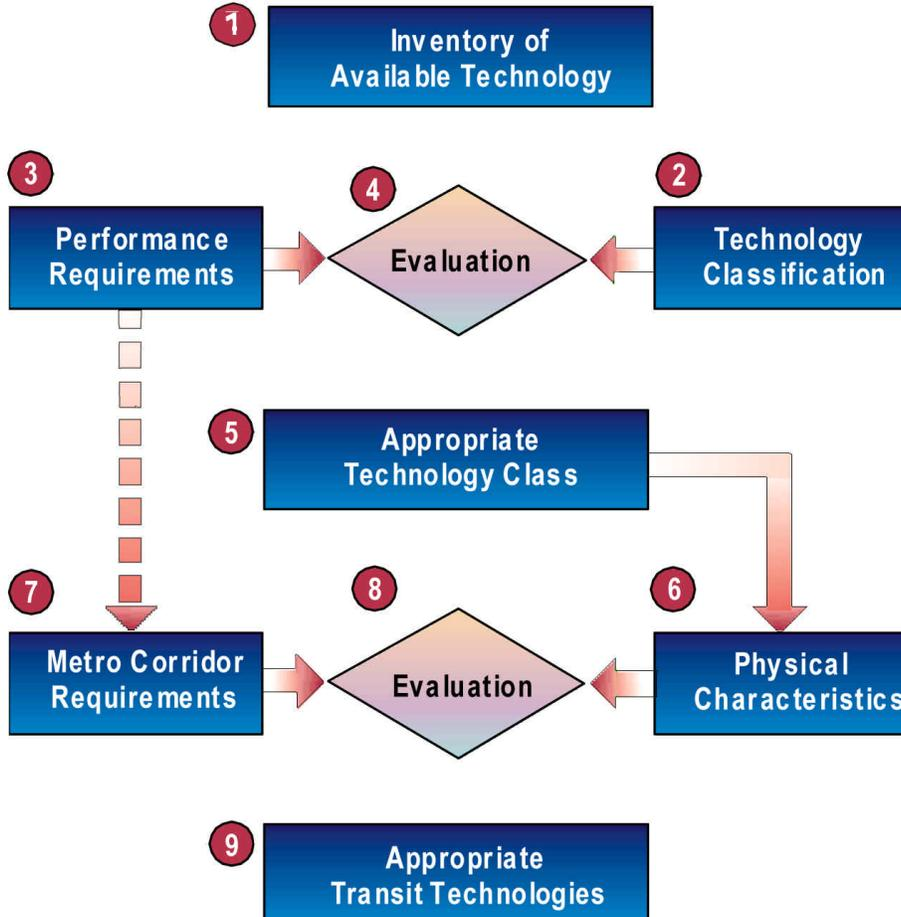 1
Inventory of
Available Technology
3
4
2
Performance
Requirements
Evaluation
Technology
Classification
5
Appropriate
Technology Class
7
8
6
Metro Corridor
Requirements
Evaluation
Physical
Characteristics
9
Appropriate
Transit Technologies